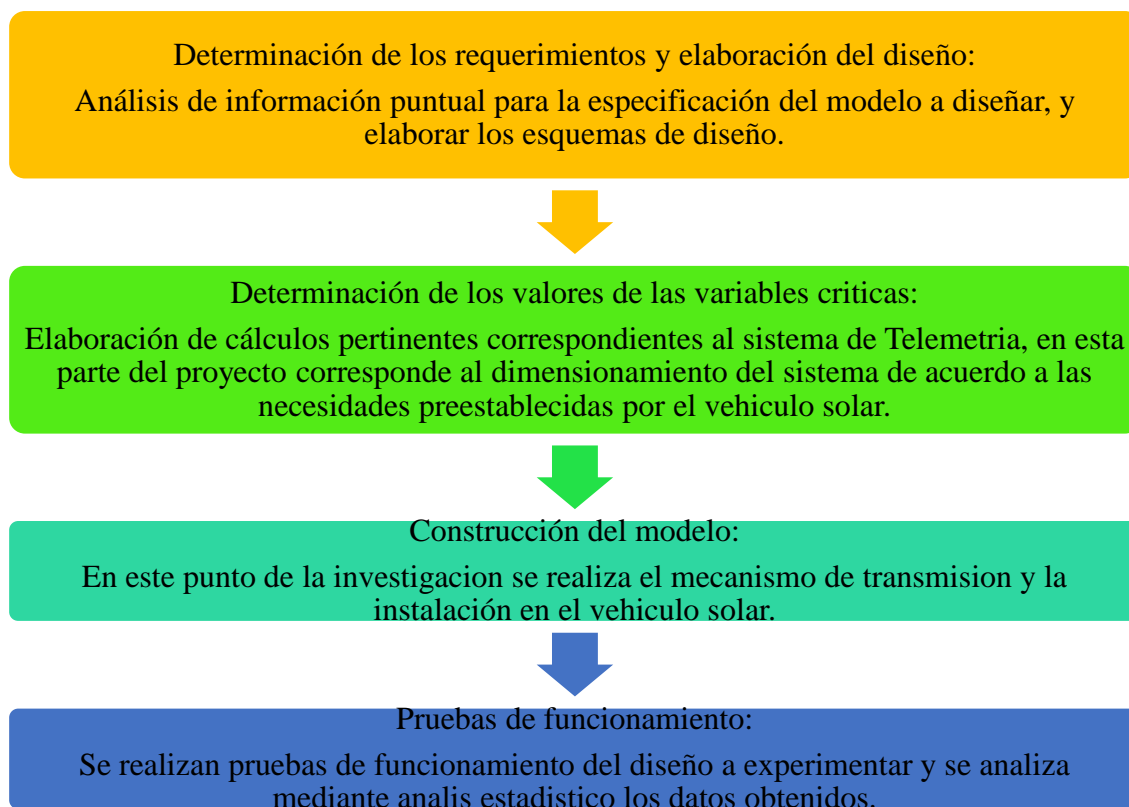 Determinación de los requerimientos y elaboración del diseño:
Análisis de información puntual para la especificación del modelo a diseñar, y
elaborar los esquemas de diseño.
Determinación de los valores de las variables criticas:
Elaboración de cálculos pertinentes correspondientes al sistema de Telemetria, en esta
parte del proyecto corresponde al dimensionamiento del sistema de acuerdo a las
necesidades preestablecidas por el vehiculo solar.
Construcción del modelo:
En este punto de la investigacion se realiza el mecanismo de transmision y la
instalación en el vehiculo solar.
Pruebas de funcionamiento:
Se realizan pruebas de funcionamiento del diseño a experimentar y se analiza
mediante analis estadistico los datos obtenidos.